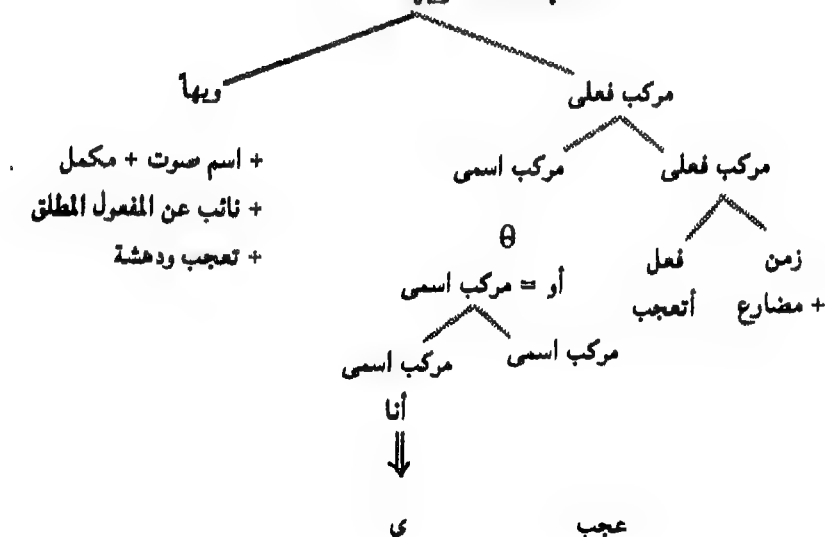 ويهاً
مركب فعلى
+ اسم صوت + مكمل
+ نائب عن المفعول المطلق
+ تعجب ودهشة
مركب فعلى
مركب اسمى
زمن
فعل
+ مضارع
أتعجب
θ
أو = مركب اسمى
مركب اسمى
مركب اسمى
أنا
عجب
ى